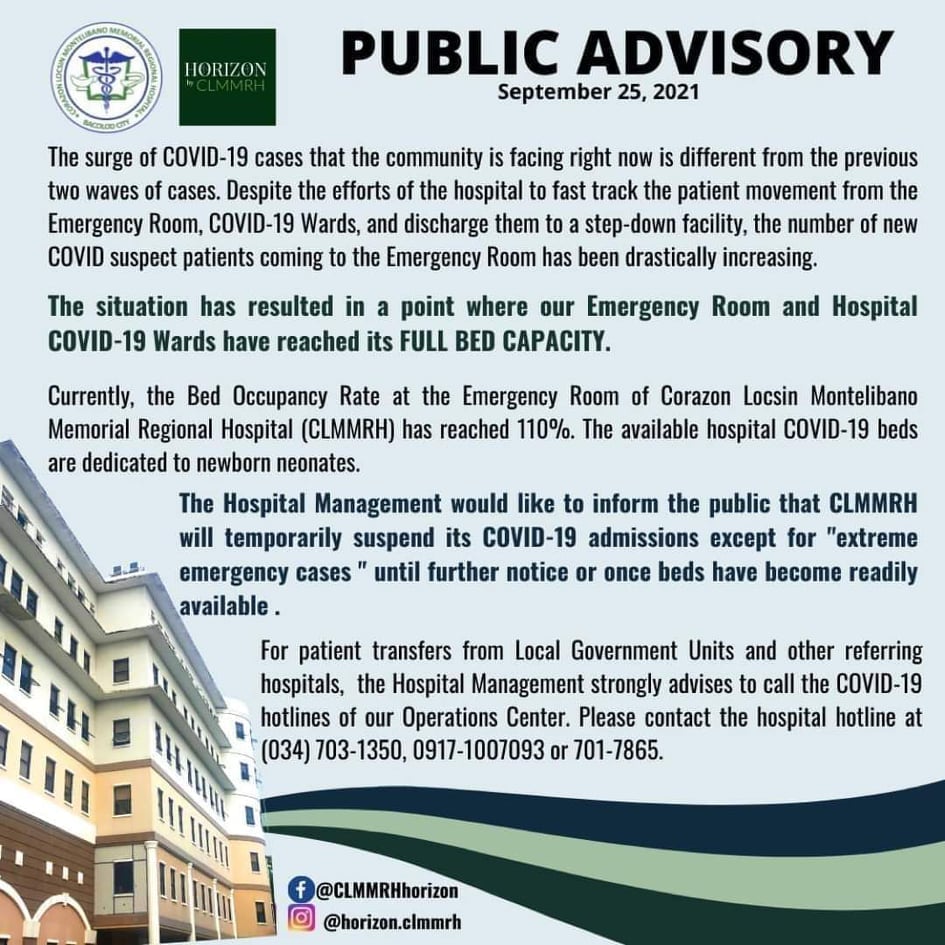 CORAZON LOCSIN MONTELIBANO MEMORIAL REGIONAL HOSPITAL
BACOLOD CITY
HORIZON
by CLMMRH
PUBLIC ADVISORY
September 25, 2021
The surge of COVID-19 cases that the community is facing right now is different from the previous
two waves of cases. Despite the efforts of the hospital to fast track the patient movement from the
Emergency Room, COVID-19 Wards, and discharge them to a step-down facility, the number of new
COVID suspect patients coming to the Emergency Room has been drastically increasing.
The situation has resulted in a point where our Emergency Room and Hospital
COVID-19 Wards have reached its FULL BED CAPACITY.
Currently, the Bed Occupancy Rate at the Emergency Room of Corazon Locsin Montelibano
Memorial Regional Hospital (CLMMRH) has reached 110%. The available hospital COVID-19 beds
are dedicated to newborn neonates.
The Hospital Management would like to inform the public that CLMMRH
will temporarily suspend its COVID-19 admissions except for "extreme
emergency cases " until further notice or once beds have become readily
available .
For patient transfers from Local Government Units and other referring
hospitals, the Hospital Management strongly advises to call the COVID-19
hotlines of our Operations Center. Please contact the hospital hotline at
(034) 703-1350, 0917-1007093 or 701-7865.
@CLMMRHhorizon
@horizon.clmmrh